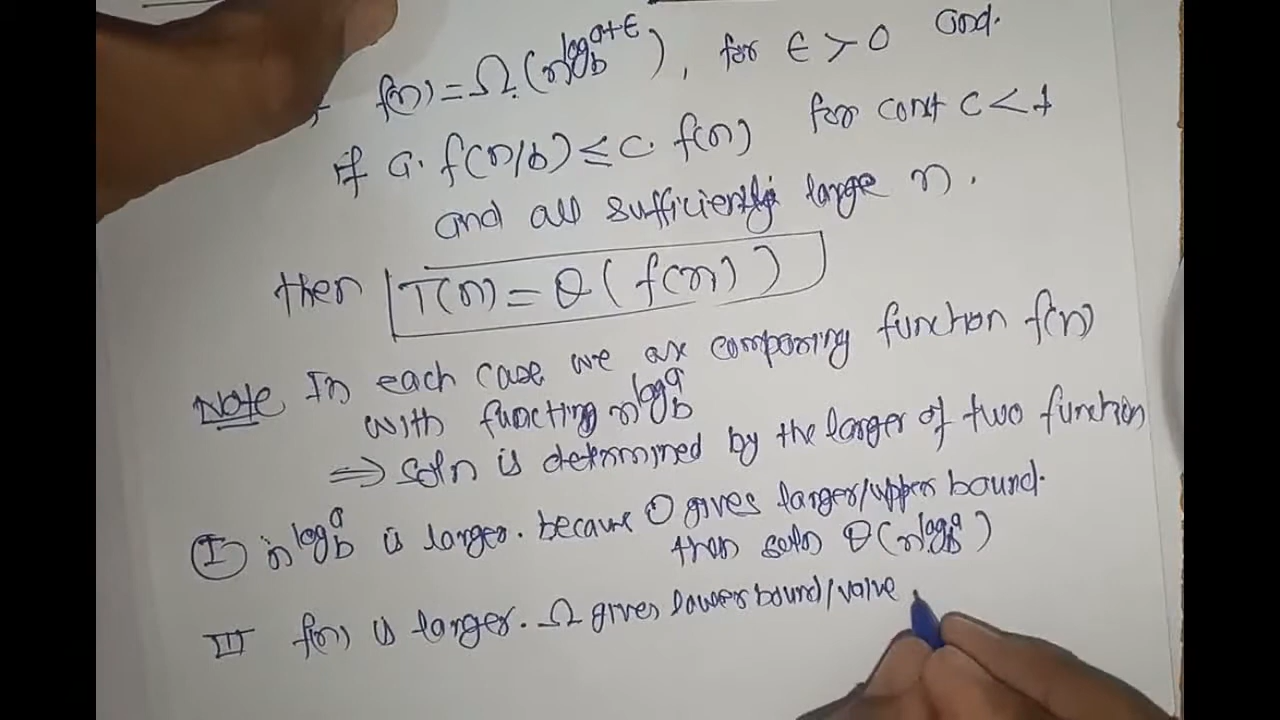 f(n) = Ω(n^log_b^a+ϵ), for ϵ > 0 and.
if a. f(n/b) ≤ c. f(n) for const c < 1
and all sufficiently large n.
then T(n) = θ(f(n))
Note In each case we are comparing function f(n)
with functing n^log_b^a
⇒ soln is determined by the larger of two function
I n^log_b^a is larger. because O gives larger/upper bound.
then soln θ(n^log_b^a)
III f(n) is larger. Ω gives lower bound/value